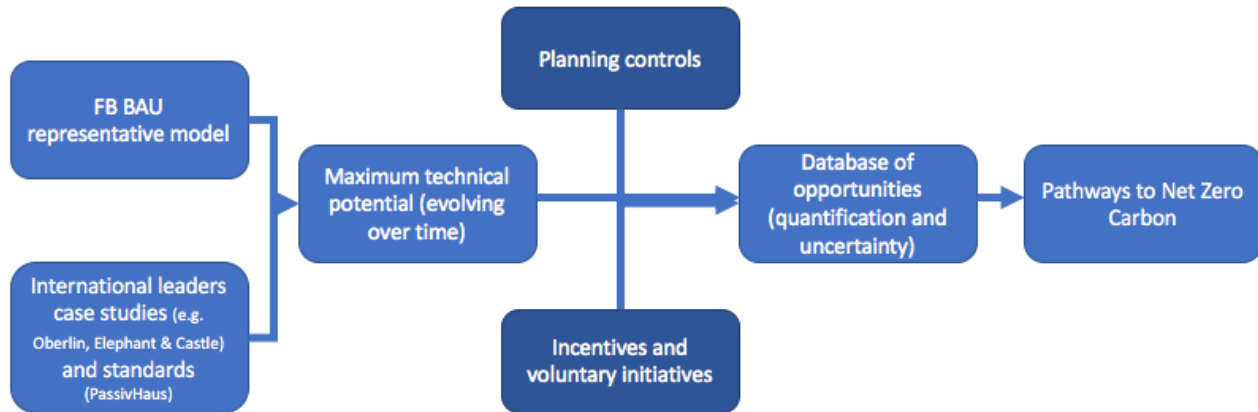 FB BAU
representative model
International leaders
case studies (e.g.
Oberlin, Elephant & Castle)
and standards
(PassivHaus)
Maximum technical
potential (evolving
over time)
Planning controls
Incentives and
voluntary initiatives
Database of
opportunities
(quantification and
uncertainty)
Pathways to Net Zero
Carbon